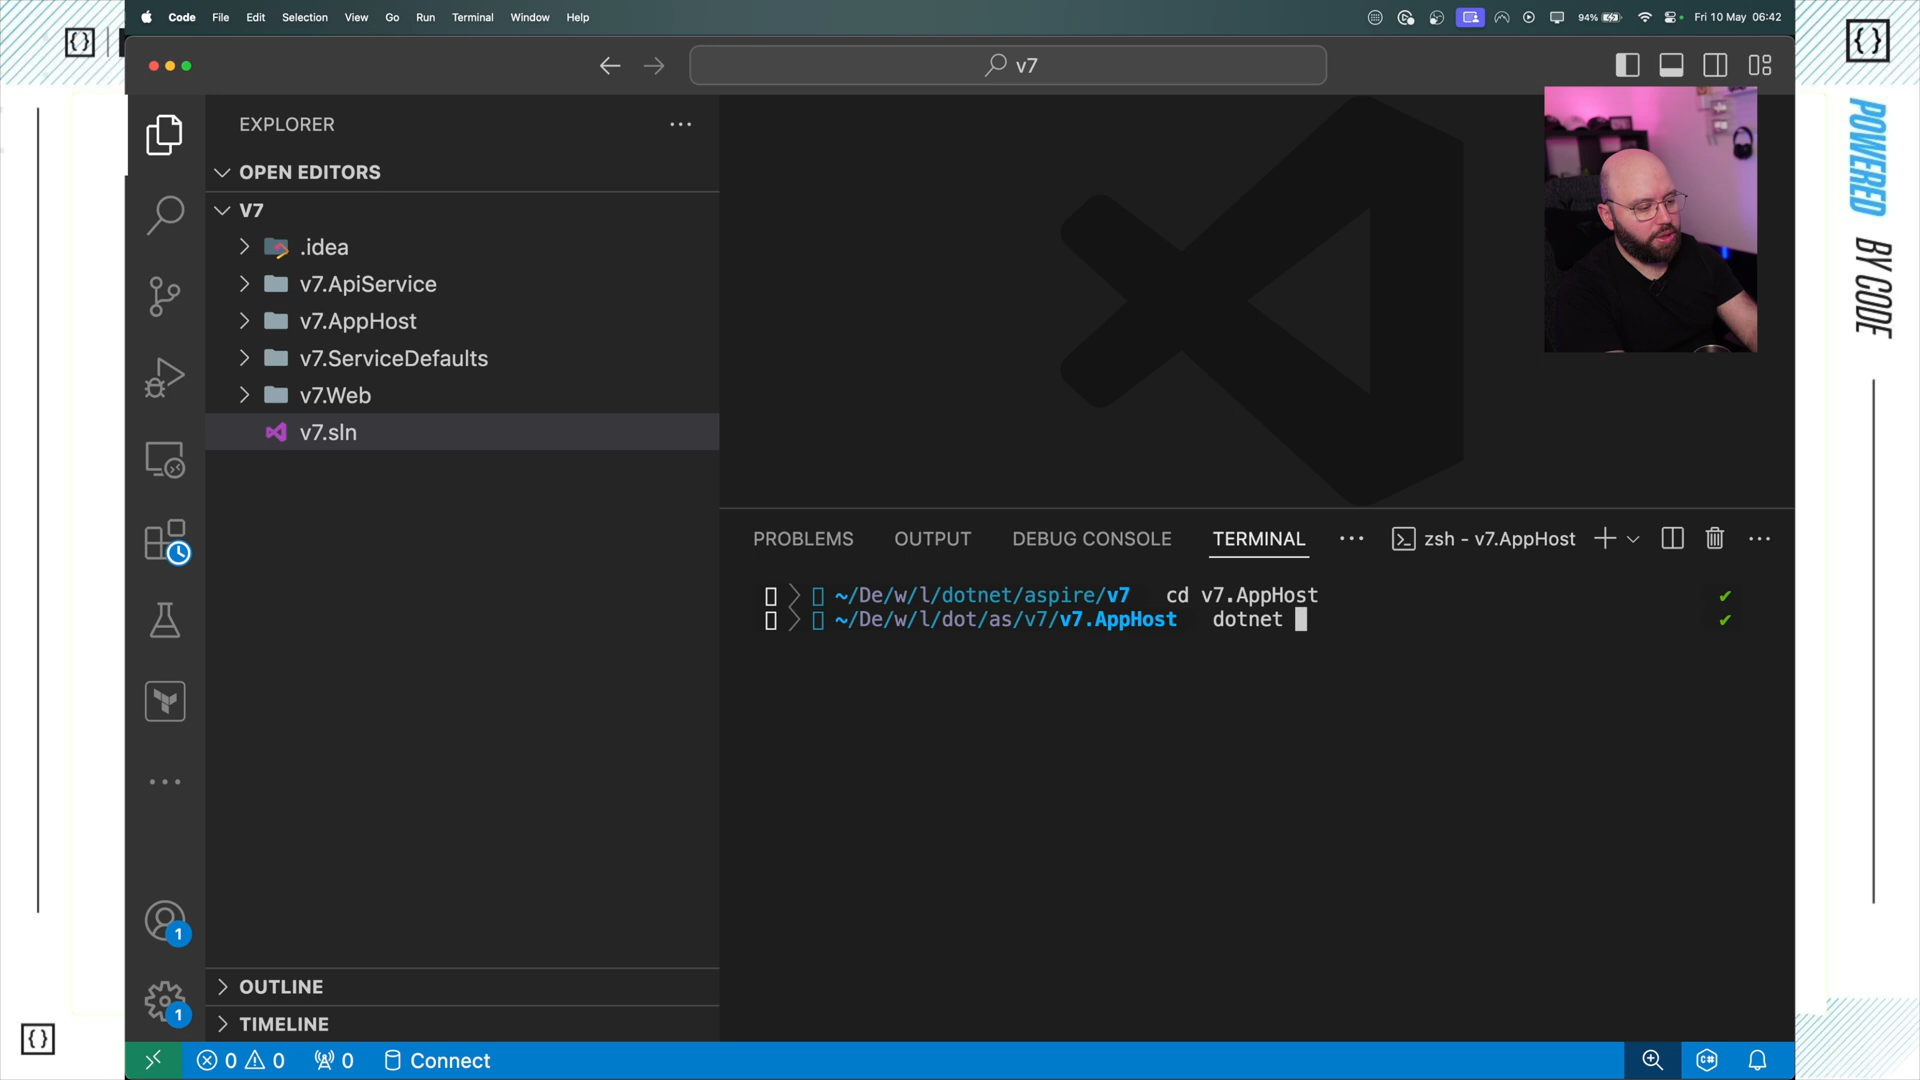 Code File Edit Selection View Go Run Terminal Window Help
94% Fri 10 May 06:42
v7
{}
{}
{}
POWERED BY CODE
EXPLORER
OPEN EDITORS
V7
.idea
v7.ApiService
v7.AppHost
v7.ServiceDefaults
v7.Web
v7.sln
PROBLEMS OUTPUT DEBUG CONSOLE TERMINAL zsh - v7.AppHost
~/De/w/l/dotnet/aspire/v7 cd v7.AppHost
~/De/w/l/dot/as/v7/v7.AppHost dotnet
1
1
OUTLINE
TIMELINE
0 0 0 Connect
C#